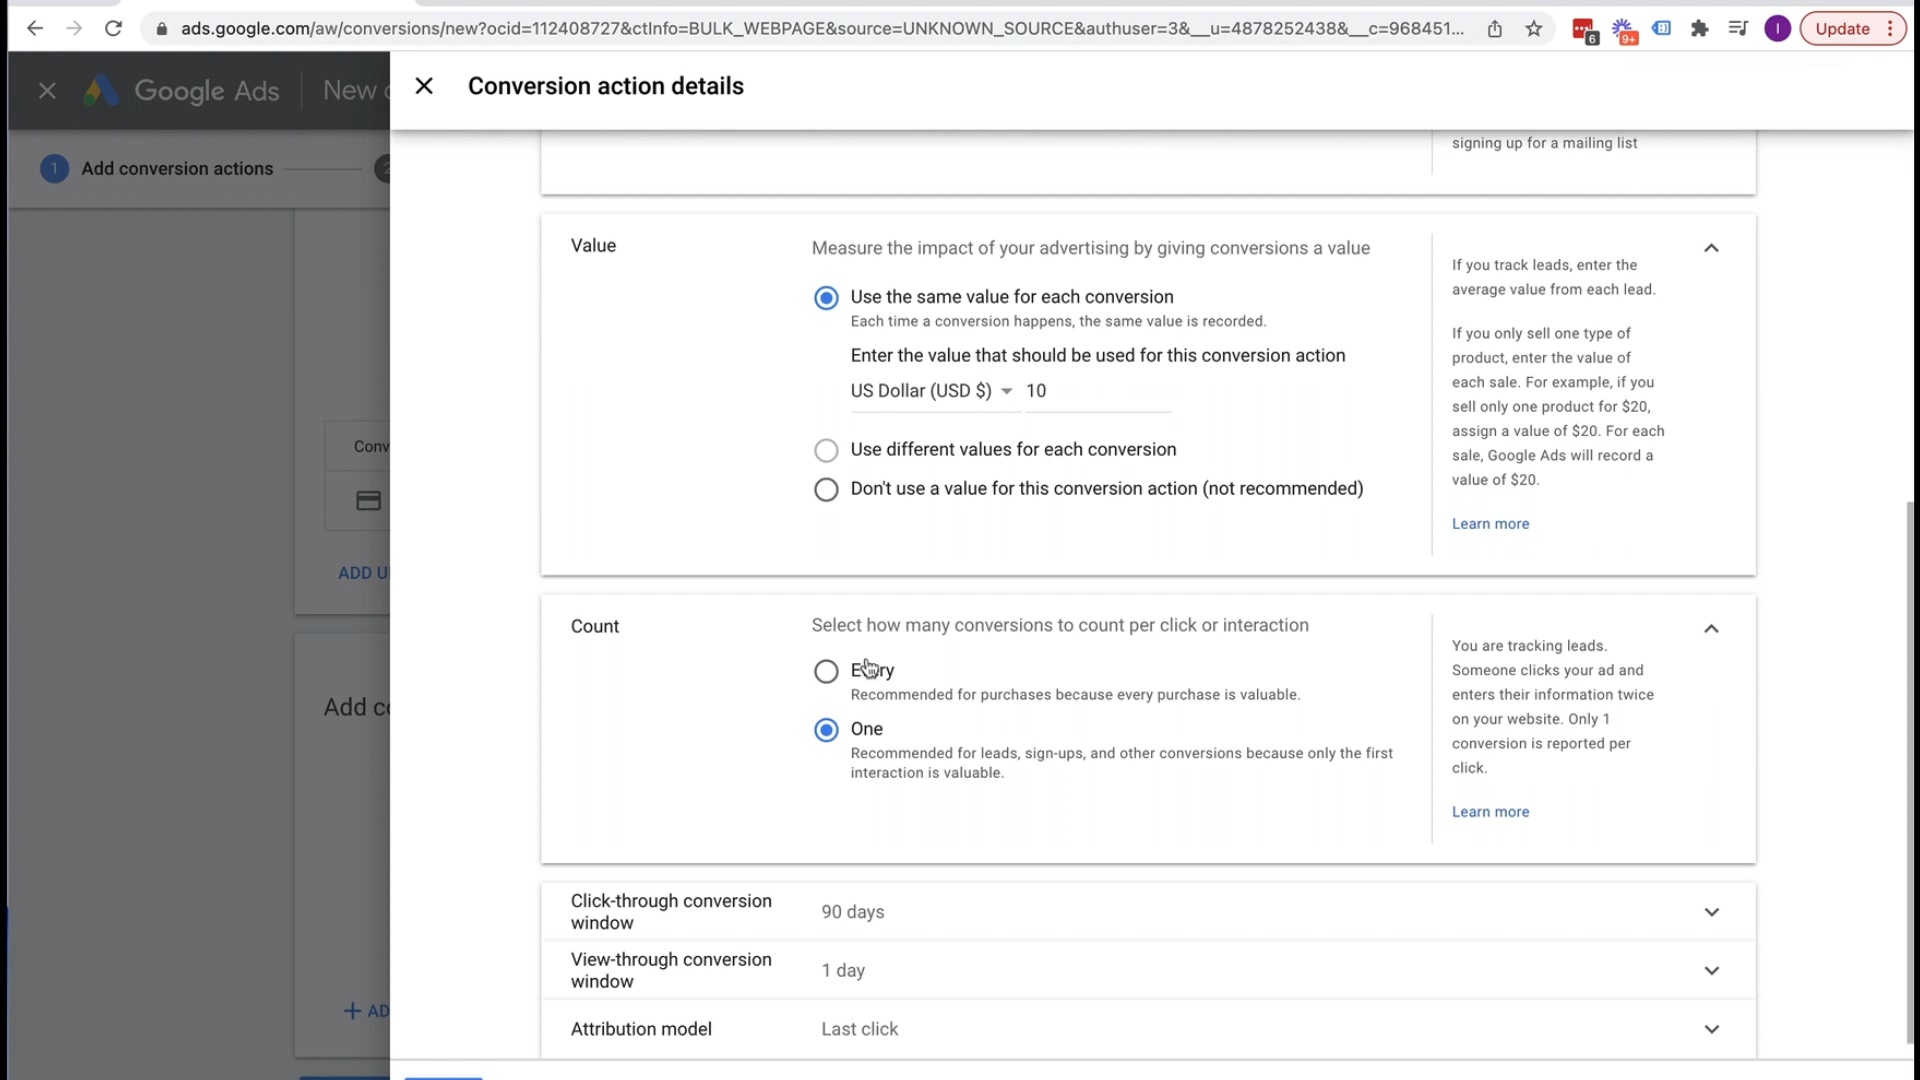 ads.google.com/aw/conversions/new?ocid=112408727&ctInfo=BULK_WEBPAGE&source=UNKNOWN_SOURCE&authuser=3&__u=4878252438&__c=968451...
6
9+
I
Update
Google Ads
New
Conversion action details
1
Add conversion actions
2
signing up for a mailing list
Value
Measure the impact of your advertising by giving conversions a value
Use the same value for each conversion
Each time a conversion happens, the same value is recorded.
Enter the value that should be used for this conversion action
US Dollar (USD $)
10
Use different values for each conversion
Don't use a value for this conversion action (not recommended)
If you track leads, enter the
average value from each lead.
If you only sell one type of
product, enter the value of
each sale. For example, if you
sell only one product for $20,
assign a value of $20. For each
sale, Google Ads will record a
value of $20.
Learn more
Conv
ADD U
Count
Select how many conversions to count per click or interaction
Every
Recommended for purchases because every purchase is valuable.
One
Recommended for leads, sign-ups, and other conversions because only the first
interaction is valuable.
You are tracking leads.
Someone clicks your ad and
enters their information twice
on your website. Only 1
conversion is reported per
click.
Learn more
Add c
+ AD
Click-through conversion
window
90 days
View-through conversion
window
1 day
Attribution model
Last click